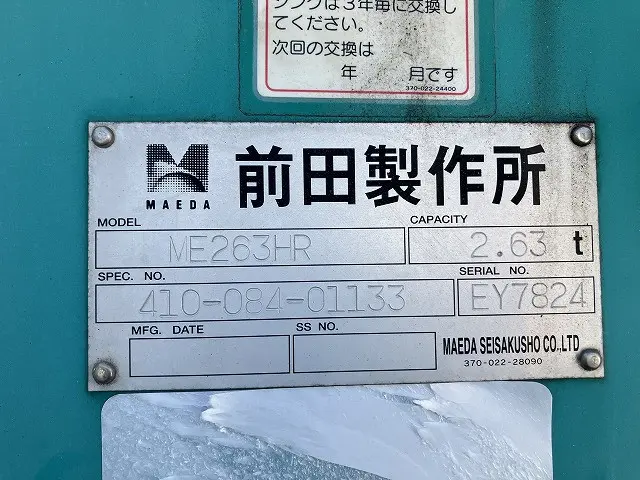 シングは3年毎に交換し
てください。
次回の交換は
年 月です
370-022-24400
MAEDA
前田製作所
MODEL CAPACITY
ME263HR 2.63 t
SPEC. NO. SERIAL NO.
410-084-01133 EY7824
MFG. DATE SS NO.
MAEDA SEISAKUSHO CO.,LTD
370-022-28090